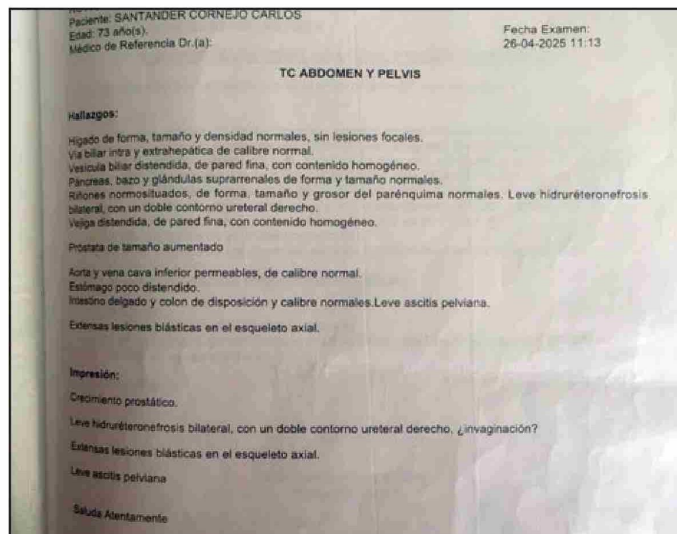 Paciente: SANTANDER CORNEJO CARLOS
Edad: 73 año(s).
Médico de Referencia Dr.(a):
Fecha Examen:
26-04-2025 11:13
TC ABDOMEN Y PELVIS
Hallazgos:
Hígado de forma, tamaño y densidad normales, sin lesiones focales.
Vía biliar intra y extrahepática de calibre normal.
Vesícula biliar distendida, de pared fina, con contenido homogéneo.
Páncreas, bazo y glándulas suprarrenales de forma y tamaño normales.
Riñones normosituados, de forma, tamaño y grosor del parénquima normales. Leve hidruréteronefrosis
bilateral, con un doble contorno ureteral derecho.
Vejiga distendida, de pared fina, con contenido homogéneo.
Próstata de tamaño aumentado
Aorta y vena cava inferior permeables, de calibre normal.
Estómago poco distendido.
Intestino delgado y colon de disposición y calibre normales.Leve ascitis pelviana.
Extensas lesiones blásticas en el esqueleto axial.
Impresión:
Crecimiento prostático.
Leve hidruréteronefrosis bilateral, con un doble contorno ureteral derecho, ¿invaginación?
Extensas lesiones blásticas en el esqueleto axial.
Leve ascitis pelviana
Saluda Atentamente